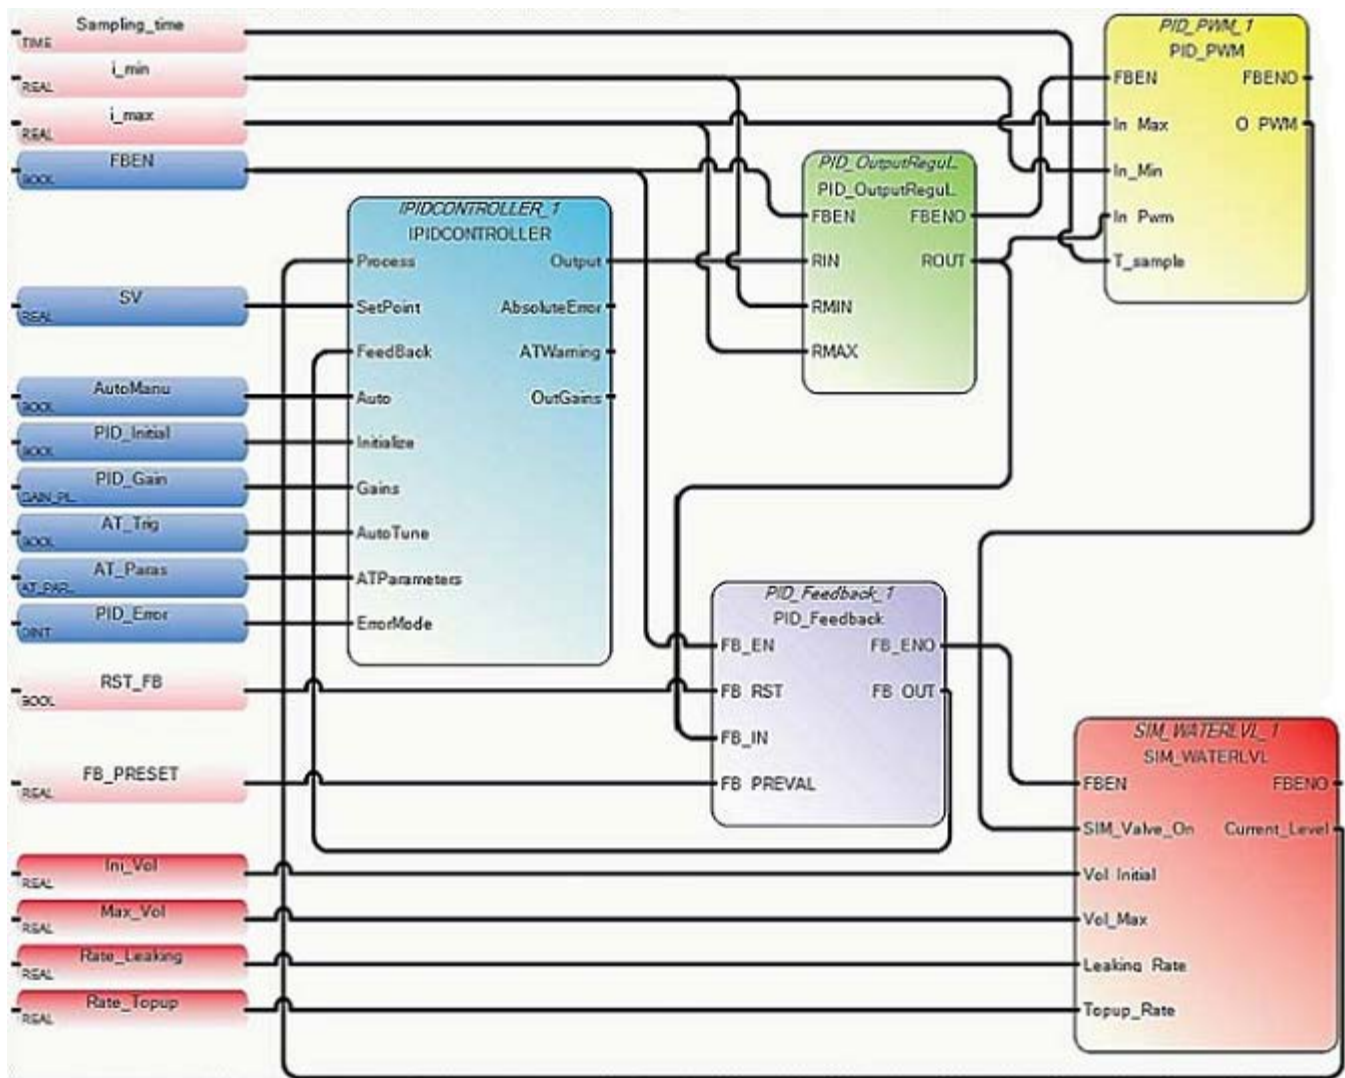 Sampling_time
TIME
i_min
REAL
i_max
REAL
FBEN
BOOL
SV
REAL
AutoManu
BOOL
PID_Initial
BOOL
PID_Gain
GAIN_PI..
AT_Trig
BOOL
AT_Paras
AT_PAR..
PID_Error
DINT
RST_FB
BOOL
FB_PRESET
REAL
Ini_Vol
REAL
Max_Vol
REAL
Rate_Leaking
REAL
Rate_Topup
REAL
IPIDCONTROLLER_1
IPIDCONTROLLER
Process Output
SetPoint AbsoluteError
FeedBack ATWarning
Auto OutGains
Initialize
Gains
AutoTune
ATParameters
ErrorMode
PID_OutputRegul..
PID_OutputRegul..
FBEN FBENO
RIN ROUT
RMIN
RMAX
PID_PWM_1
PID_PWM
FBEN FBENO
In_Max O_PWM
In_Min
In_Pwm
T_sample
PID_Feedback_1
PID_Feedback
FB_EN FB_ENO
FB_RST FB_OUT
FB_IN
FB_PREVAL
SIM_WATERLVL_1
SIM_WATERLVL
FBEN FBENO
SIM_Valve_On Current_Level
Vol_Initial
Vol_Max
Leaking_Rate
Topup_Rate